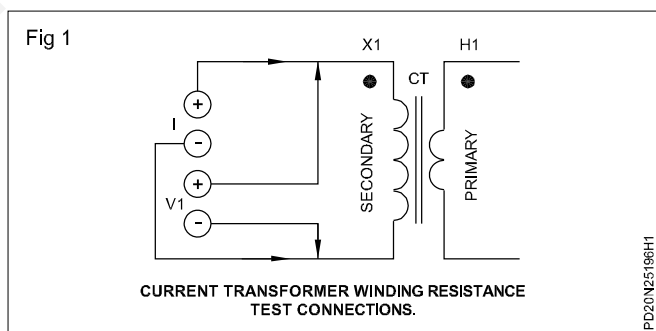 Fig 1
X1
H1
CT
+
I
-
+
V1
-
SECONDARY
PRIMARY
CURRENT TRANSFORMER WINDING RESISTANCE
TEST CONNECTIONS.
PD20N25196H1